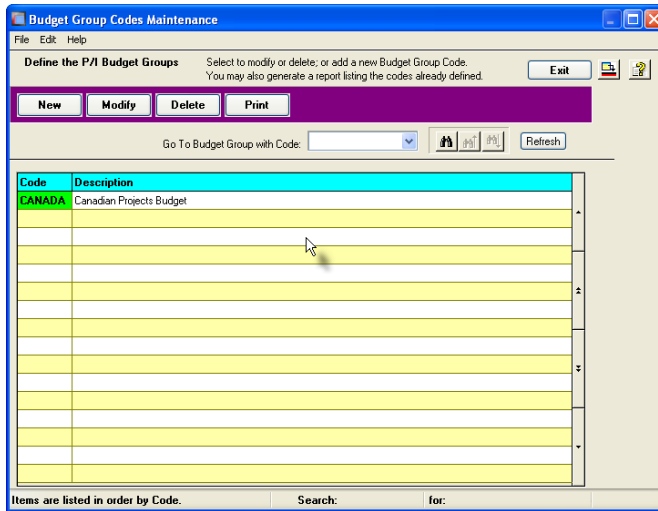 Budget Group Codes Maintenance
File Edit Help
Define the P/I Budget Groups
Select to modify or delete; or add a new Budget Group Code.
You may also generate a report listing the codes already defined.
Exit
New Modify Delete Print
Go To Budget Group with Code:
Refresh
Code Description
CANADA Canadian Projects Budget
Items are listed in order by Code. Search: for: